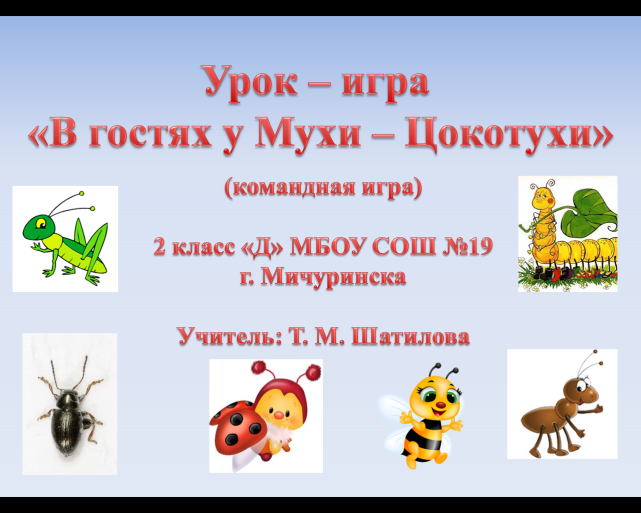 Урок – игра
«В гостях у Мухи – Цокотухи»
(командная игра)
2 класс «Д» МБОУ СОШ №19
г. Мичуринска
Учитель: Т. М. Шатилова